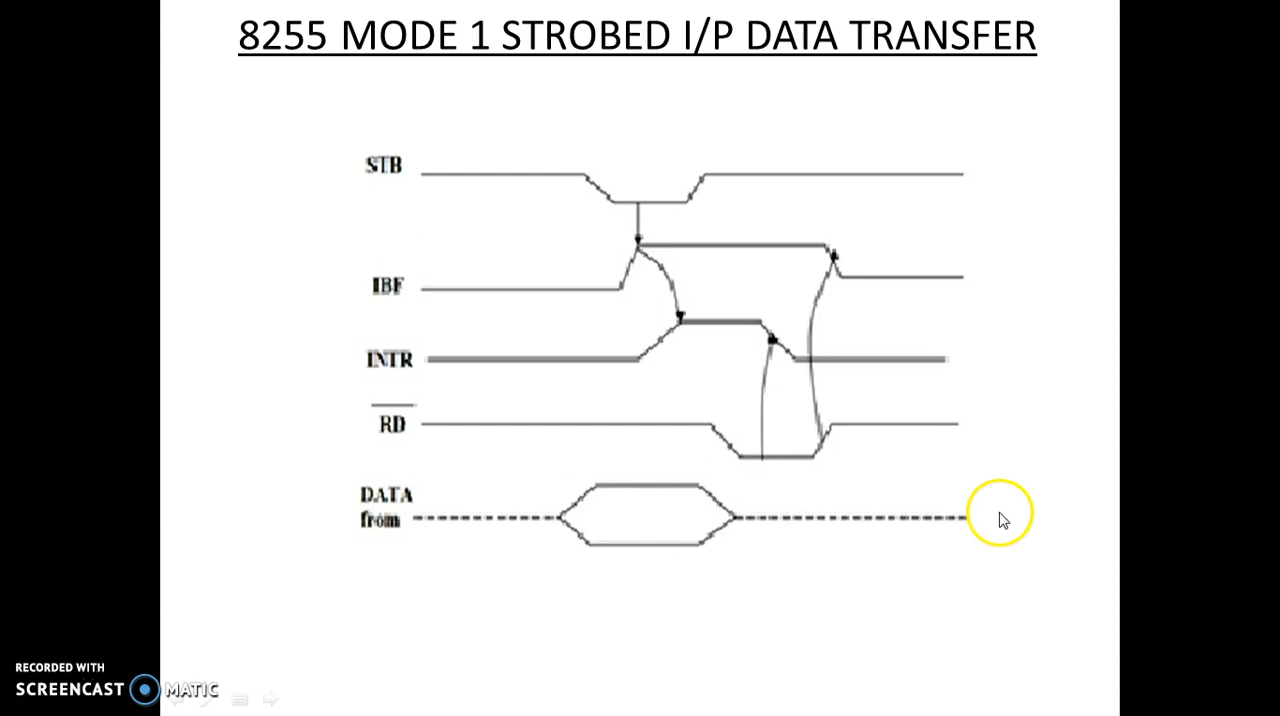 8255 MODE 1 STROBED I/P DATA TRANSFER
STB
IBF
INTR
RD
DATA
from
RECORDED WITH
SCREENCAST MATIC